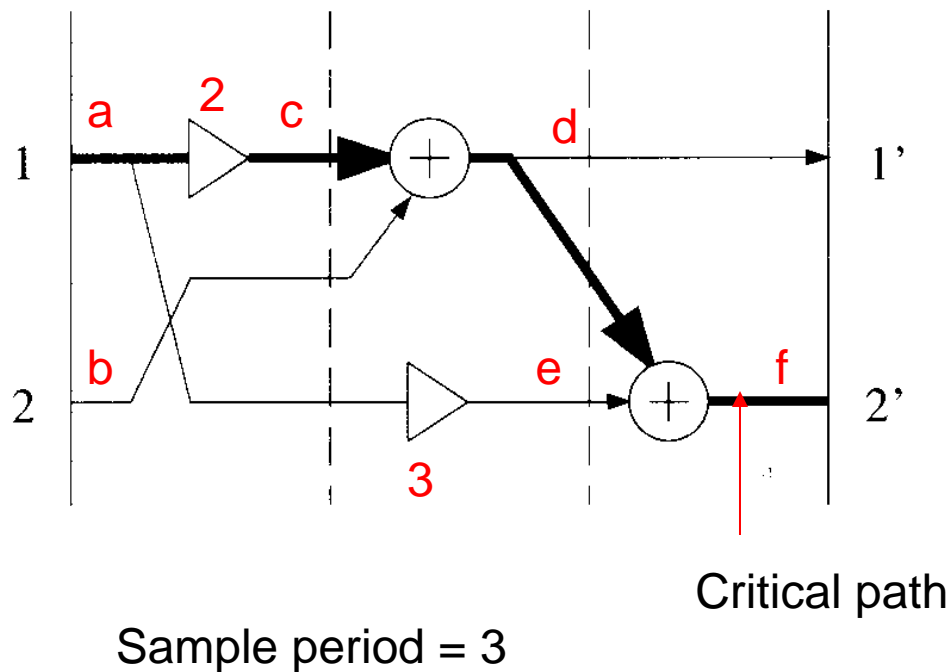 a
2
c
d
1
1'
b
e
f
2
2'
3
Critical path
Sample period = 3